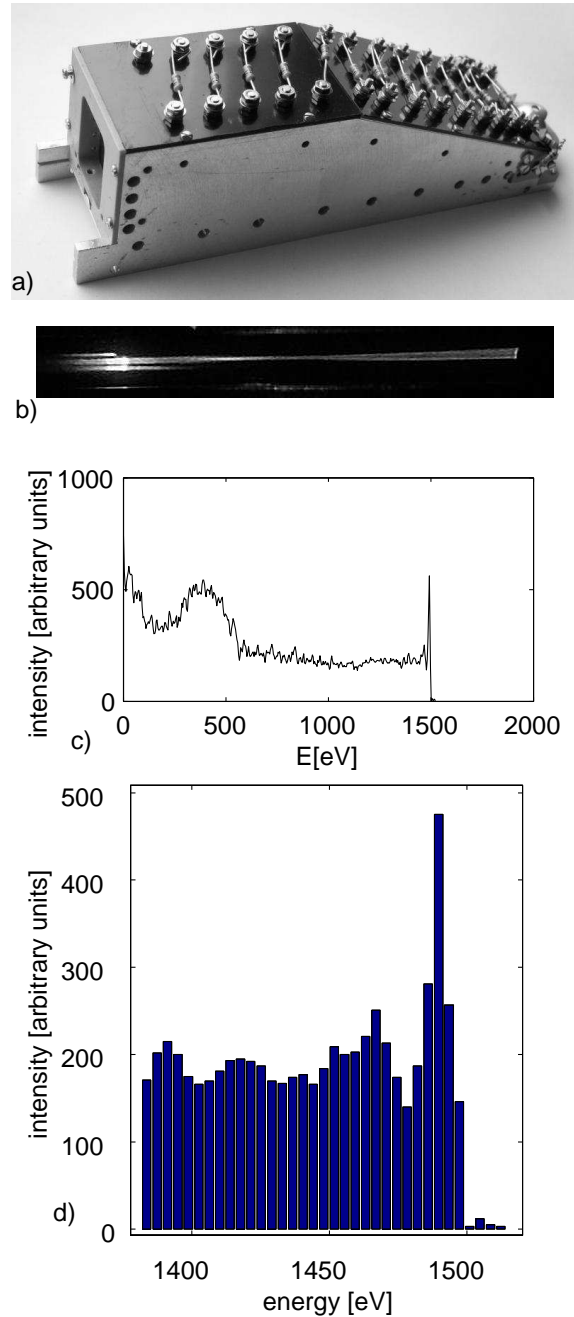 a)
b)
1000
500
0
intensity [arbitrary units]
0 500 1000 1500 2000
E[eV]
c)
500
400
300
200
100
0
intensity [arbitrary units]
d)
1400 1450 1500
energy [eV]